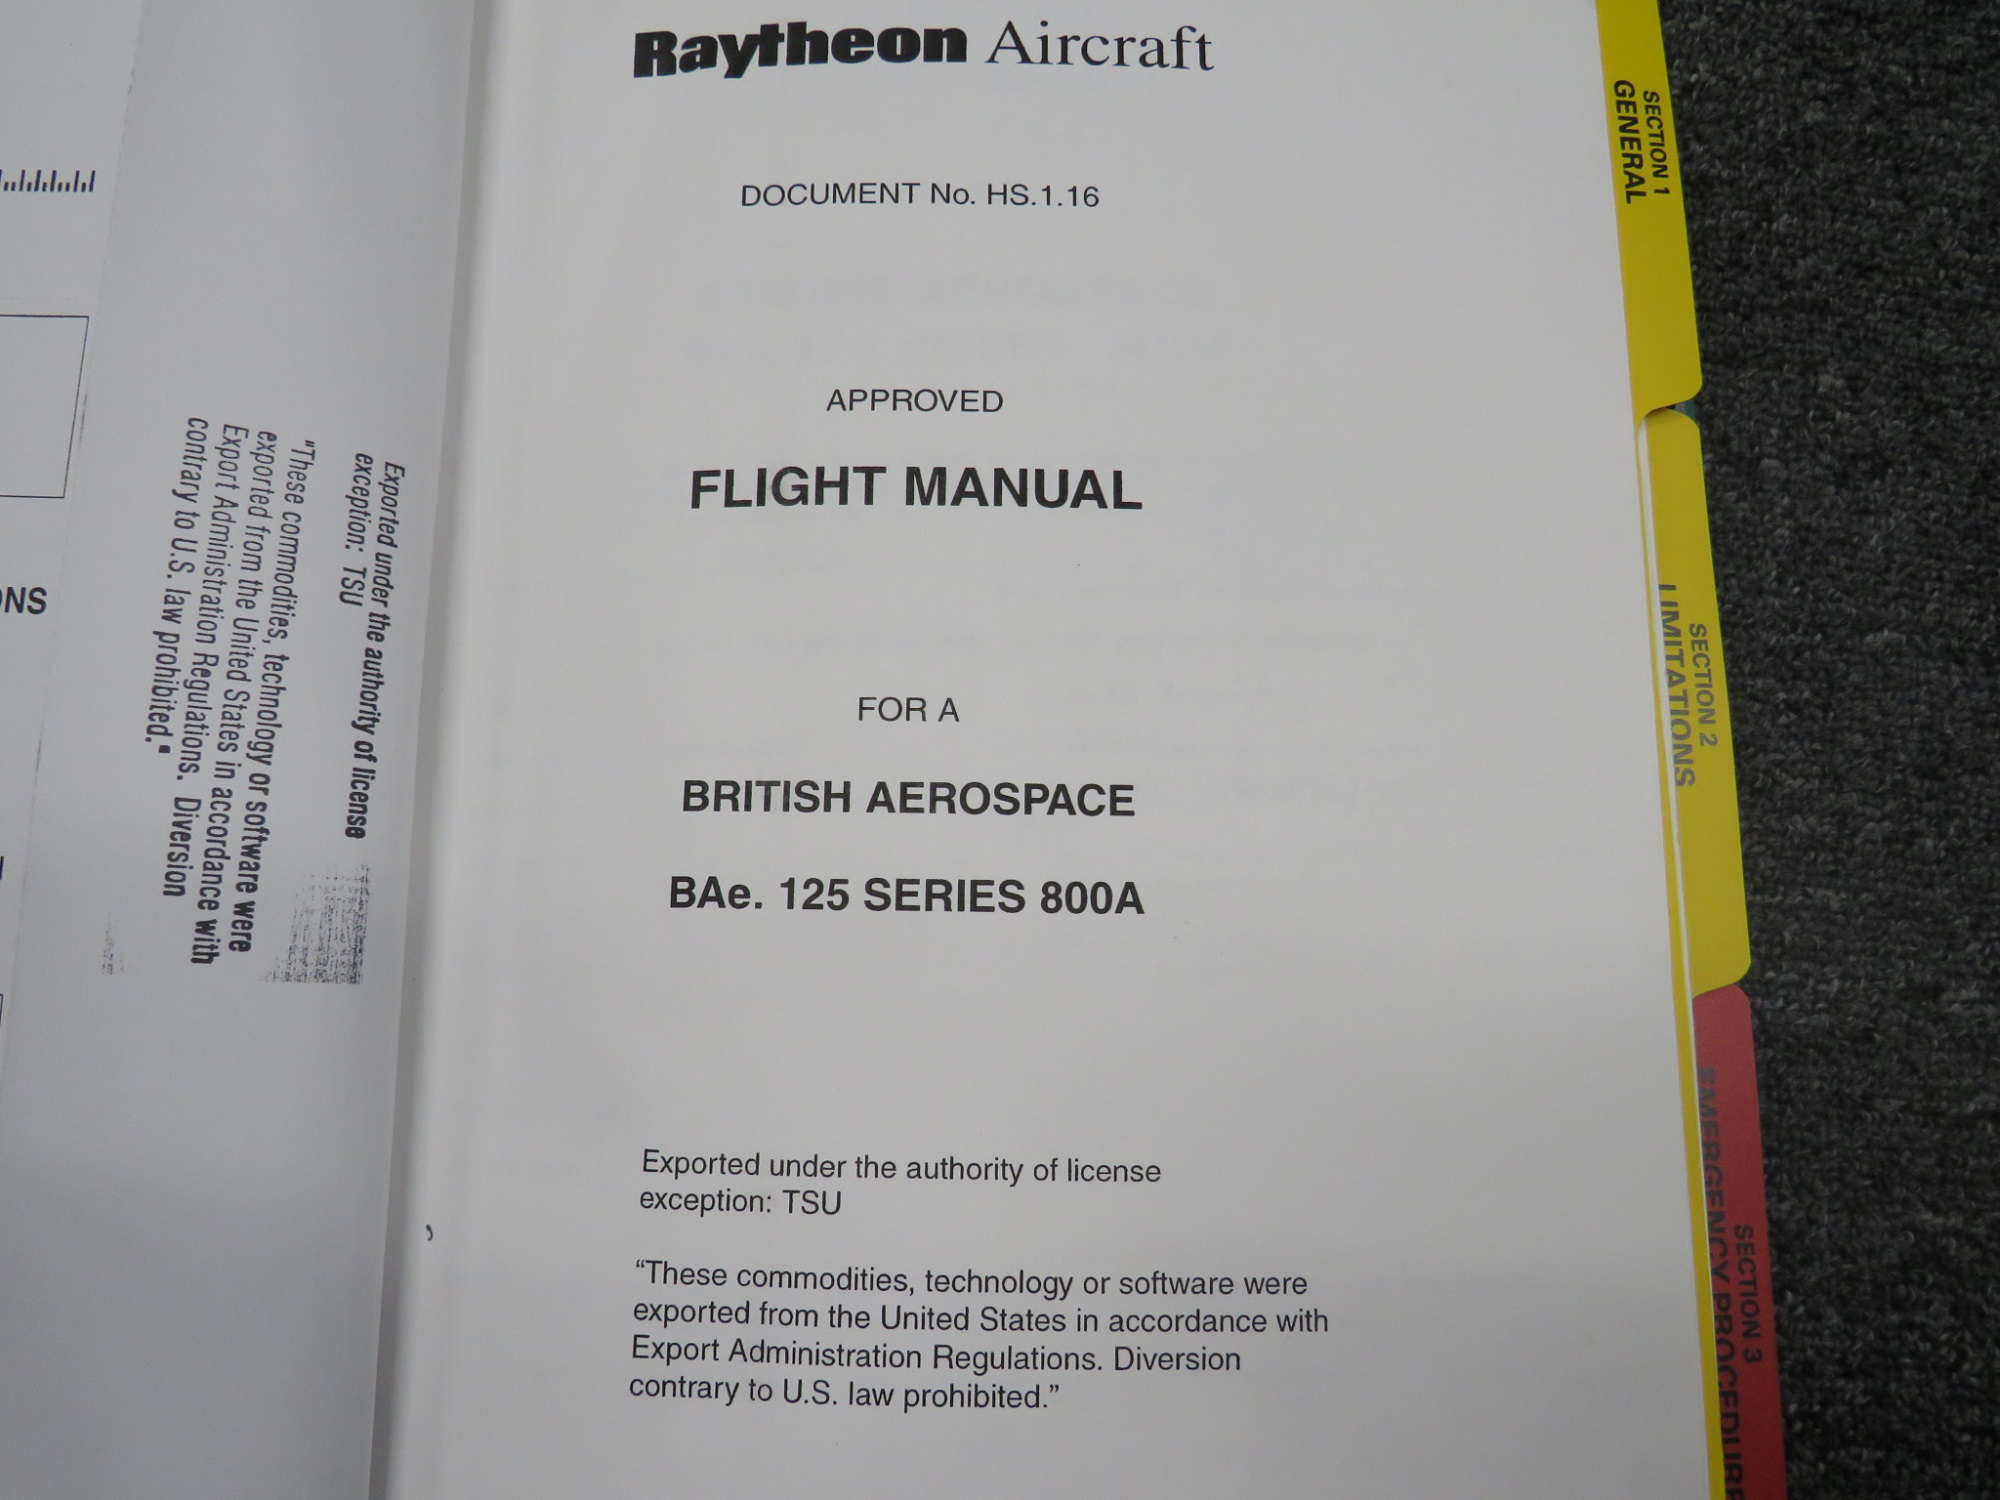 Raytheon Aircraft
DOCUMENT No. HS.1.16
APPROVED
FLIGHT MANUAL
FOR A
BRITISH AEROSPACE
BAe. 125 SERIES 800A
Exported under the authority of license
exception: TSU
“These commodities, technology or software were
exported from the United States in accordance with
Export Administration Regulations. Diversion
contrary to U.S. law prohibited.”
Exported under the authority of license
exception: TSU
"These commodities, technology or software were
exported from the United States in accordance with
Export Administration Regulations. Diversion
contrary to U.S. law prohibited."
SECTION 1
GENERAL
SECTION 2
LIMITATIONS
SECTION 3
EMERGENCY PROCEDURE